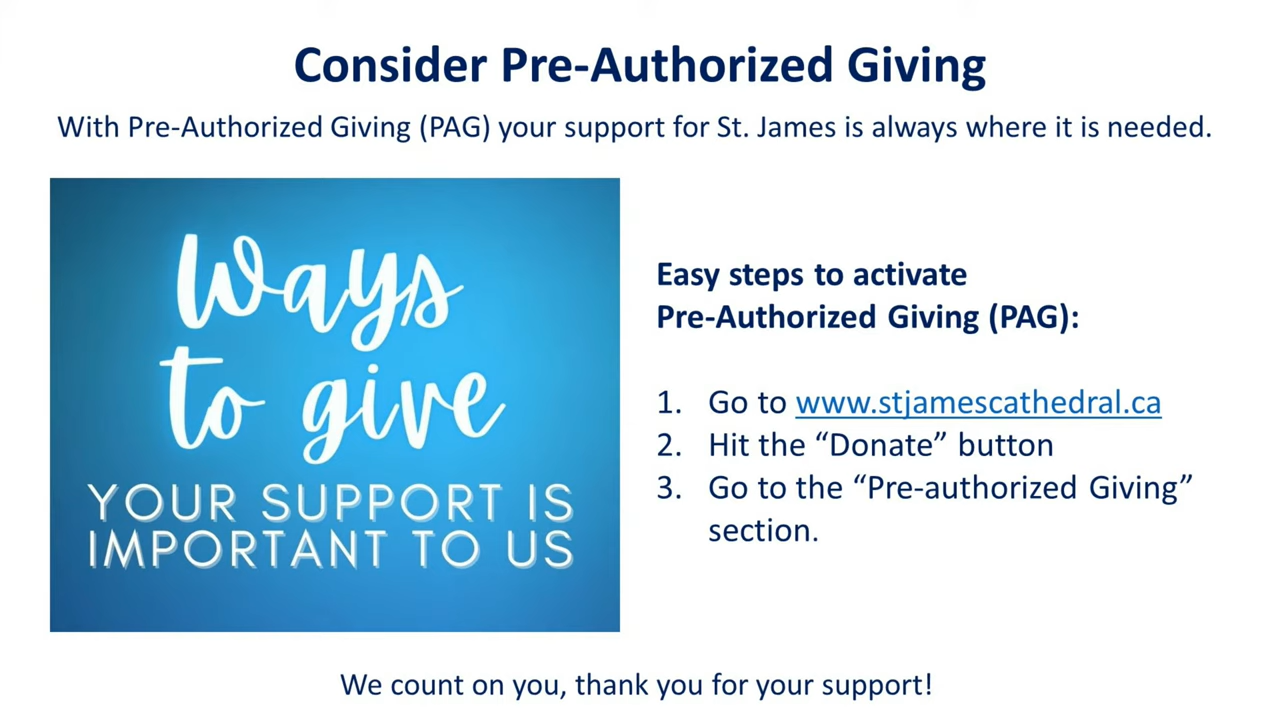 Consider Pre-Authorized Giving
With Pre-Authorized Giving (PAG) your support for St. James is always where it is needed.
Ways
to give
YOUR SUPPORT IS
IMPORTANT TO US
Easy steps to activate
Pre-Authorized Giving (PAG):
1. Go to www.stjamescathedral.ca
2. Hit the “Donate” button
3. Go to the “Pre-authorized Giving”
section.
We count on you, thank you for your support!